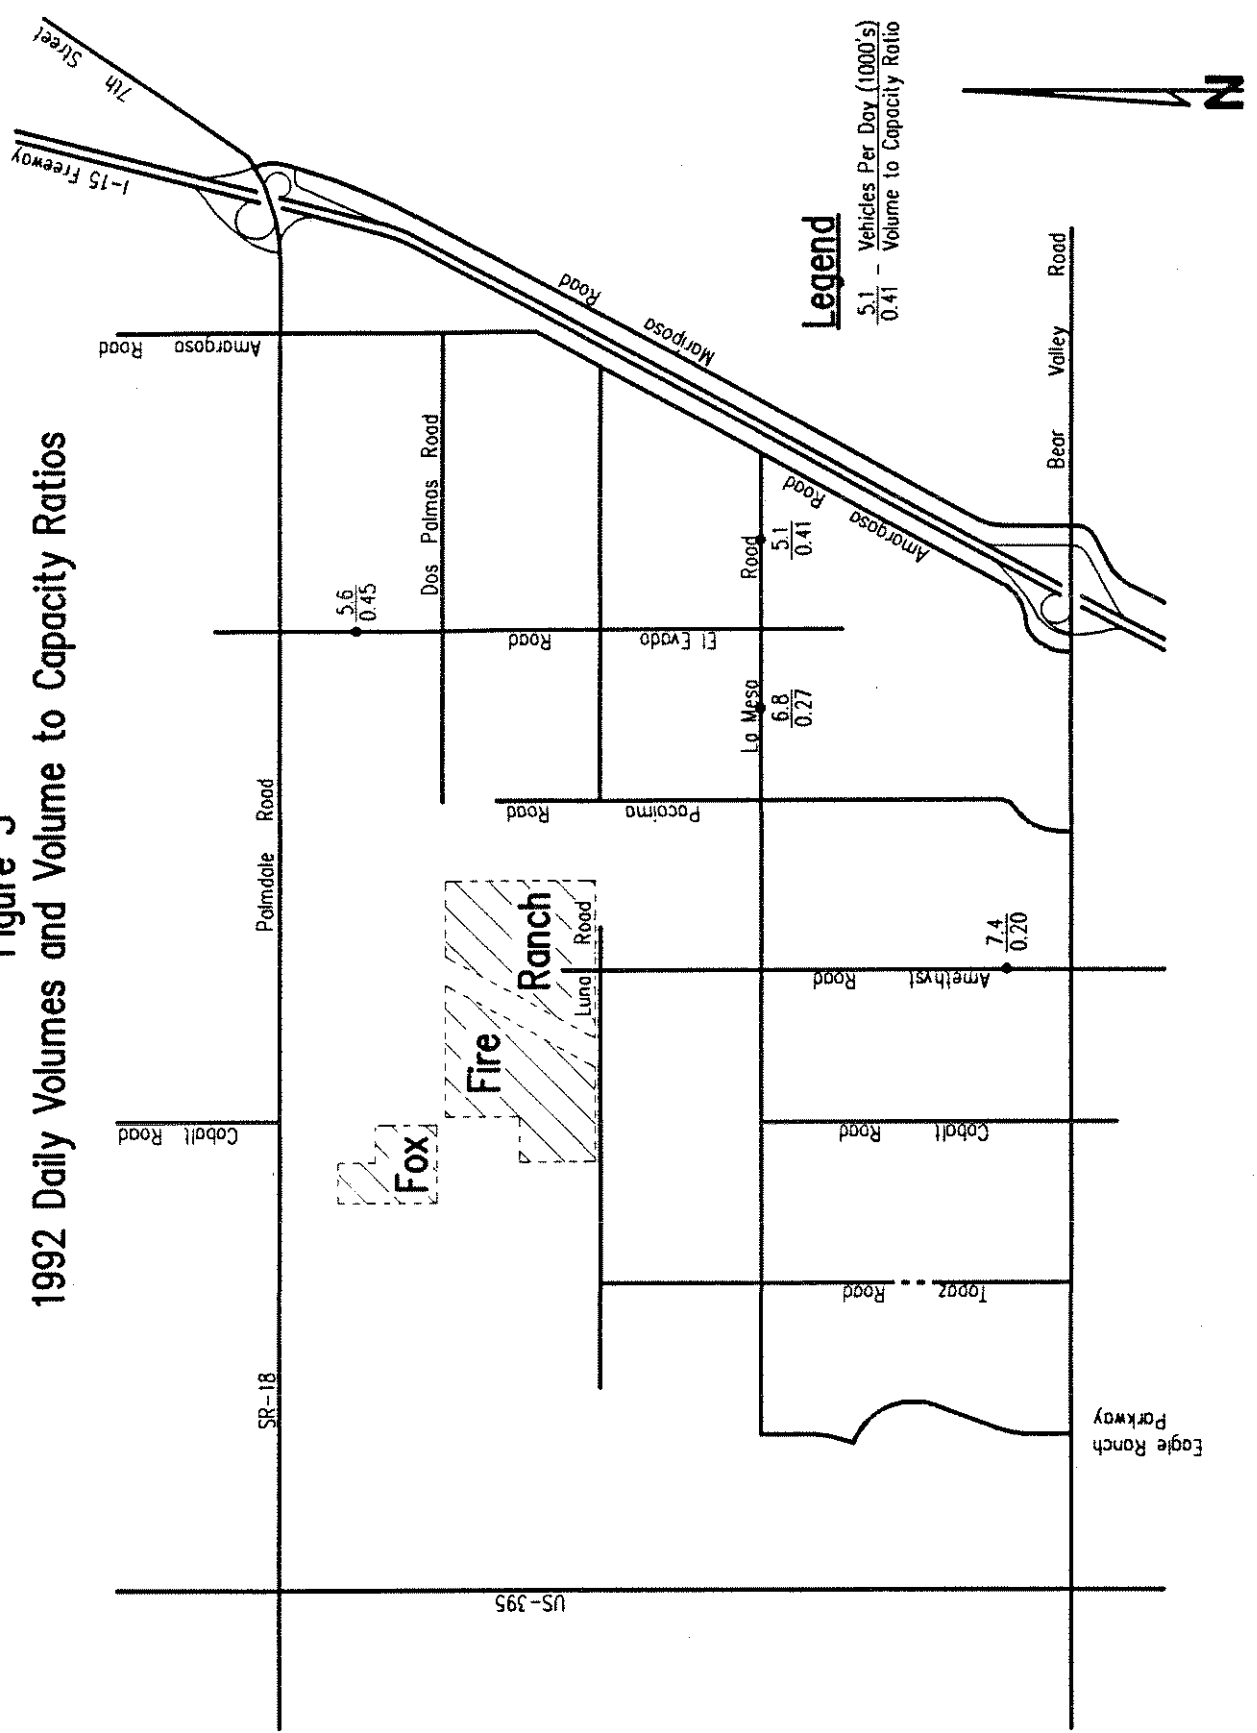 Figure 3
1992 Daily Volumes and Volume to Capacity Ratios
7th Street
I-15 Freeway
Amargosa Road
Cobalt Road
Palmdale Road
SR-18
5.6
0.45
Dos Palmas Road
Fox
Fire
Ranch
El Evado Road
Pacoima Road
Luna Road
US-395
Mariposa Road
Amargosa Road
La Mesa Road
5.1
0.41
6.8
0.27
Legend
5.1 - Vehicles Per Day (1000's)
0.41 - Volume to Capacity Ratio
Amethyst Road
7.4
0.20
Cobalt Road
Topaz Road
Bear Valley Road
Eagle Ranch
Parkway
N